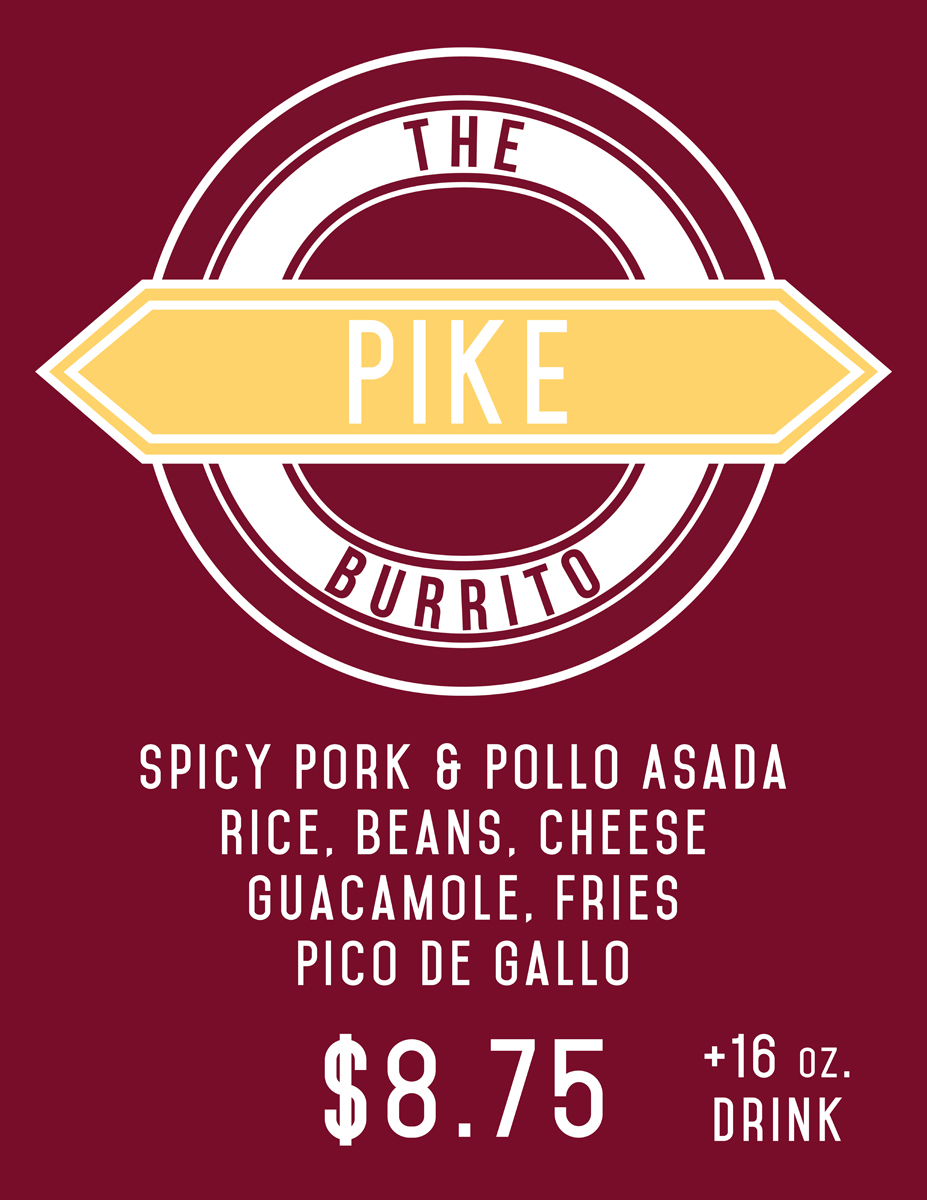 THE
PIKE
BURRITO
SPICY PORK & POLLO ASADA
RICE, BEANS, CHEESE
GUACAMOLE, FRIES
PICO DE GALLO
$8.75
+16 OZ.
DRINK